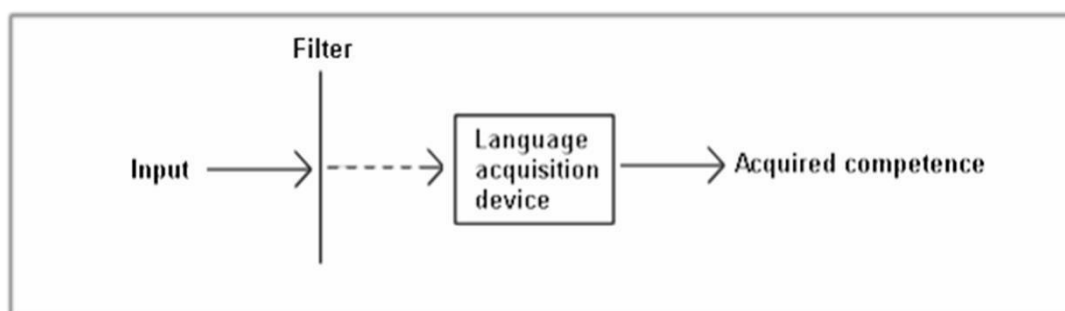 Filter
Input
Language
acquisition
device
Acquired competence